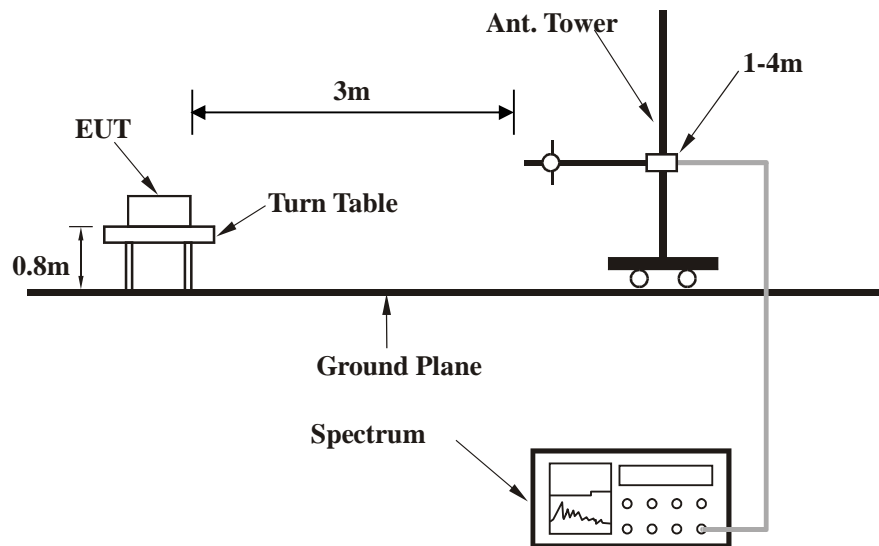 Ant. Tower
1-4m
3m
EUT
Turn Table
0.8m
Ground Plane
Spectrum